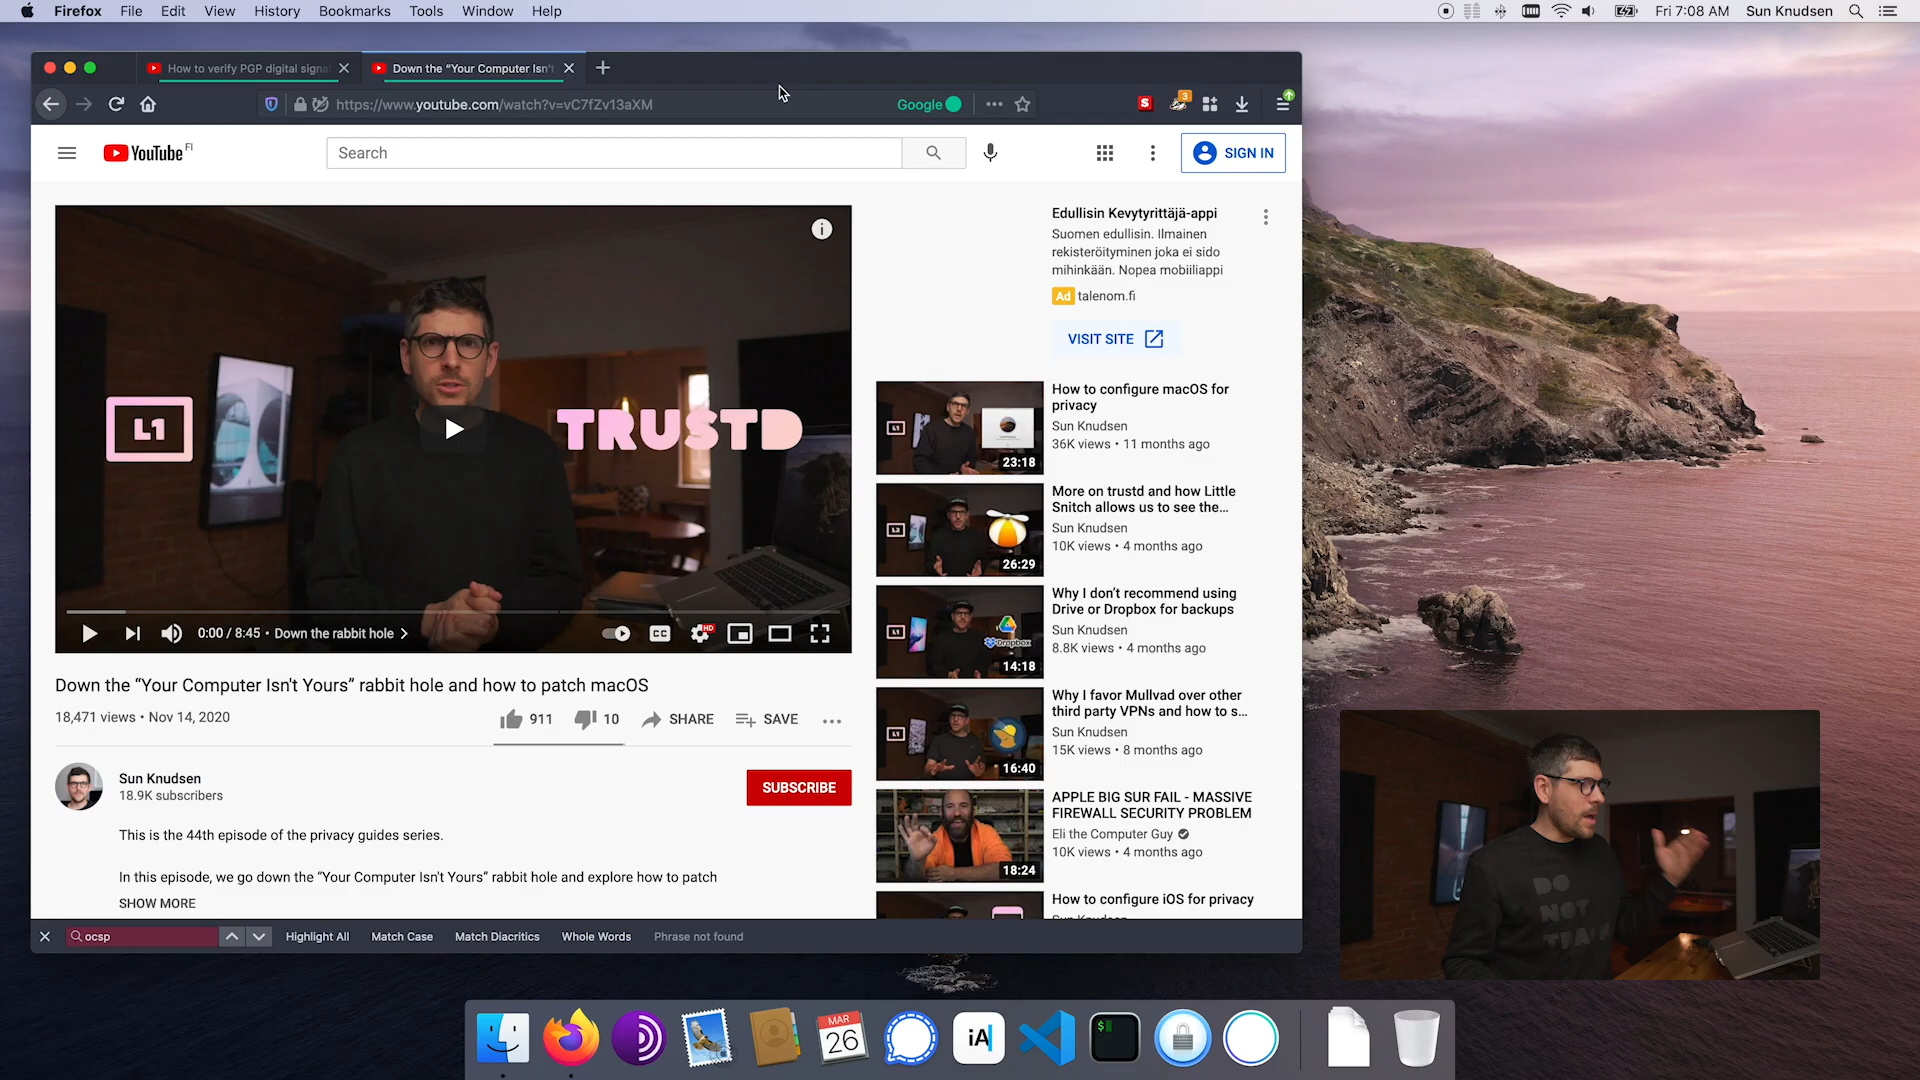 Firefox File Edit View History Bookmarks Tools Window Help
Fri 7:08 AM Sun Knudsen
How to verify PGP digital signa
Down the “Your Computer Isn't
https://www.youtube.com/watch?v=vC7fZv13aXM
Google
S
3
YouTube FI
Search
SIGN IN
L1
TRUSTD
0:00 / 8:45 • Down the rabbit hole
CC
HD
Down the “Your Computer Isn't Yours” rabbit hole and how to patch macOS
18,471 views • Nov 14, 2020
911
10
SHARE
SAVE
Sun Knudsen
18.9K subscribers
SUBSCRIBE
This is the 44th episode of the privacy guides series.
In this episode, we go down the “Your Computer Isn't Yours” rabbit hole and explore how to patch
SHOW MORE
Edullisin Kevytyrittäjä-appi
Suomen edullisin. Ilmainen
rekisteröityminen joka ei sido
mihinkään. Nopea mobiiliappi
Ad talenom.fi
VISIT SITE
L1
23:18
How to configure macOS for
privacy
Sun Knudsen
36K views • 11 months ago
26:29
More on trustd and how Little
Snitch allows us to see the...
Sun Knudsen
10K views • 4 months ago
L1
Dropbox
14:18
Why I don’t recommend using
Drive or Dropbox for backups
Sun Knudsen
8.8K views • 4 months ago
16:40
Why I favor Mullvad over other
third party VPNs and how to s...
Sun Knudsen
15K views • 8 months ago
18:24
APPLE BIG SUR FAIL - MASSIVE
FIREWALL SECURITY PROBLEM
Eli the Computer Guy
10K views • 4 months ago
How to configure iOS for privacy
Sun Knudsen
ocsp
Highlight All Match Case Match Diacritics Whole Words Phrase not found
DO
NOT
TRACK
MAR
26
iA
$